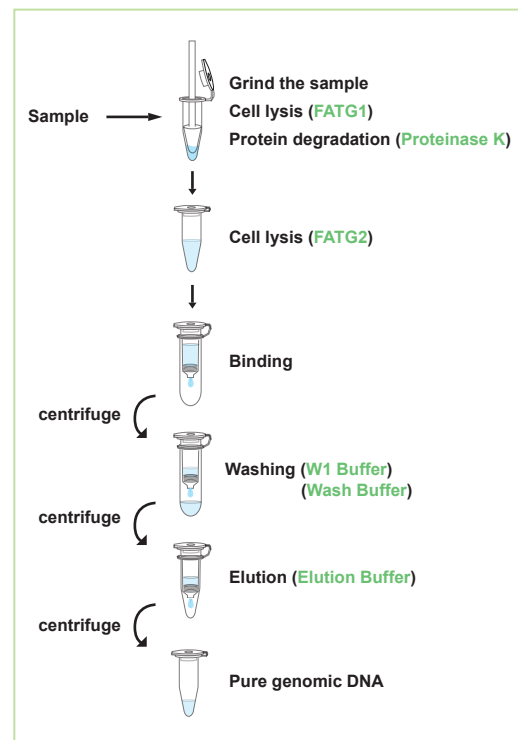 Grind the sample
Sample
Cell lysis (FATG1)
Protein degradation (Proteinase K)
Cell lysis (FATG2)
Binding
centrifuge
Washing (W1 Buffer)
(Wash Buffer)
centrifuge
Elution (Elution Buffer)
centrifuge
Pure genomic DNA